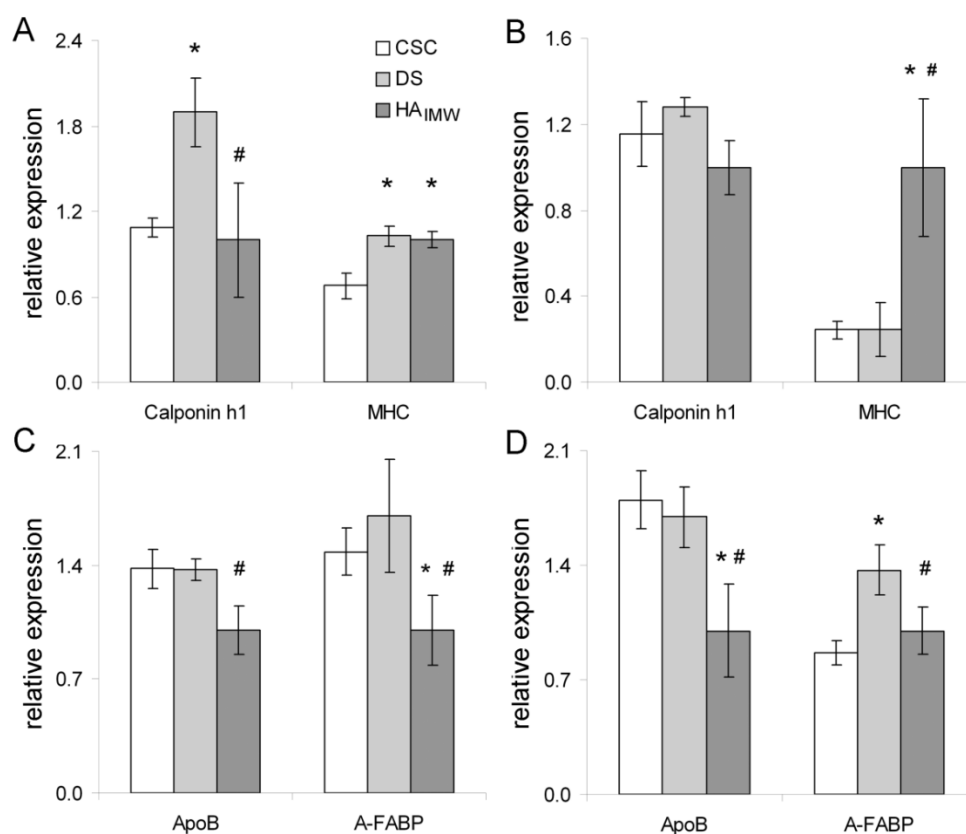 A
relative expression
2.4
1.8
1.2
0.6
0.0
*
#
*
*
CSC
DS
HAIMW
Calponin h1
MHC
B
relative expression
1.6
1.2
0.8
0.4
0.0
* #
Calponin h1
MHC
C
relative expression
2.1
1.4
0.7
0.0
#
* #
ApoB
A-FABP
D
relative expression
2.1
1.4
0.7
0.0
* #
*
#
ApoB
A-FABP